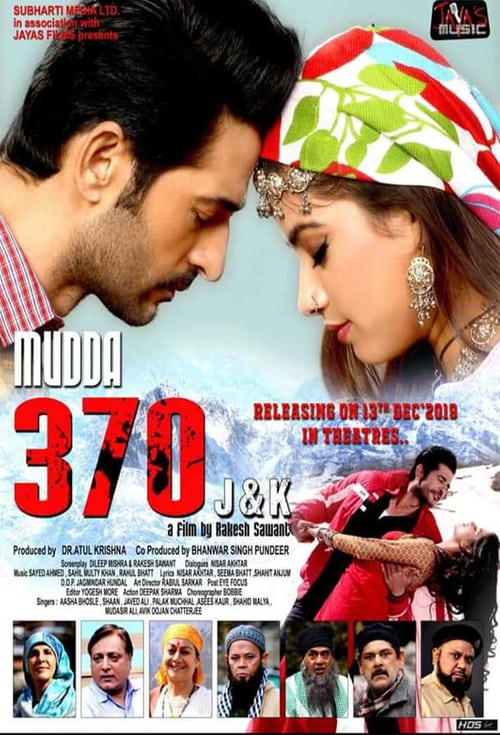 SUBHARTI MEDIA LTD.
in association with
JAYAS FILMS presents
JAYA'S
MUSIC
MUDDA
370
J&K
a Film by Rakesh Sawant
RELEASING ON 13TH DEC'2019
IN THEATRES..
Produced by DR.ATUL KRISHNA Co Produced by BHANWAR SINGH PUNDEER
Screenplay DILEEP MISHRA & RAKESH SAWANT Dialogues NISAR AKHTAR
Music SAYED AHMED , SAHIL MULTY KHAN , RAHUL BHATT Lyrics NISAR AKHTAR , SEEMA BHATT ,SHAHIT ANJUM
D.O.P. JAGMINDAR HUNDAL Art Director RABIUL SARKAR Post EYE FOCUS
Editor YOGESH MORE Action DEEPAK SHARMA Choreographer BOBBIE
Singers : AASHA BHOSLE , SHAAN , JAVED ALI , PALAK MUCHHAL ,ASEES KAUR , SHAHID MALYA ,
MUDASIR ALI, AVIK DOJAN CHATTERJEE
HDS